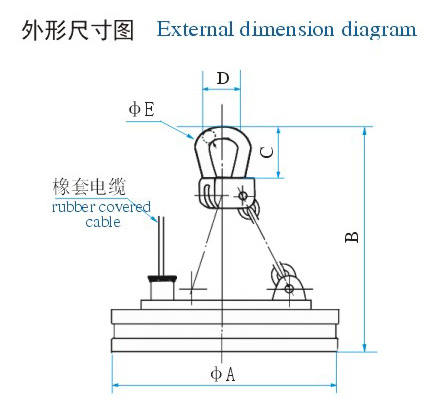 外形尺寸图 External dimension diagram
D
ΦE
C
橡套电缆
rubber covered
cable
B
ΦA